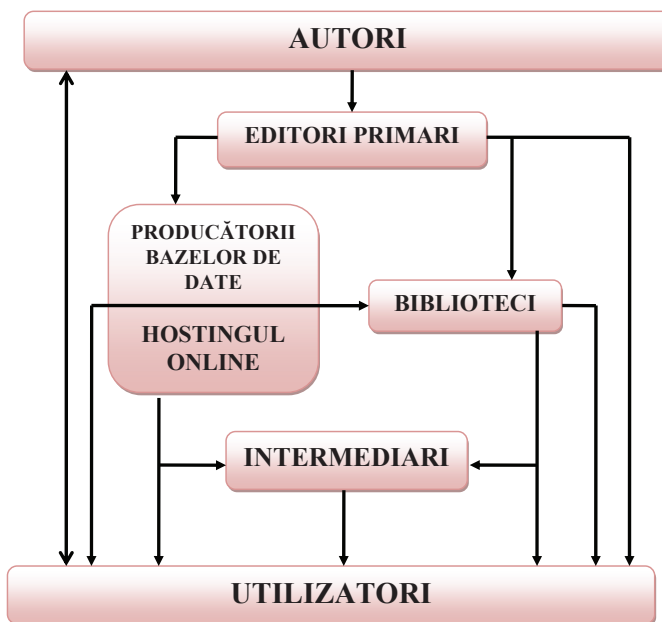 AUTORI
EDITORI PRIMARI
PRODUCĂTORII
BAZELOR DE
DATE
HOSTINGUL
ONLINE
BIBLIOTECI
INTERMEDIARI
UTILIZATORI